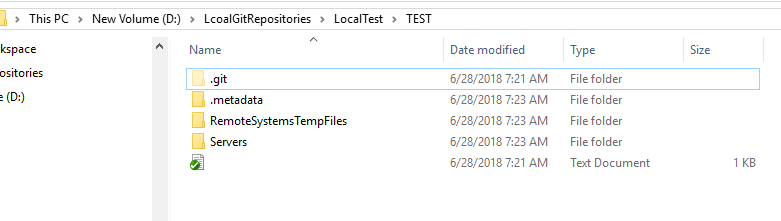 This PC > New Volume (D:) > LcoalGitRepositories > LocalTest > TEST
Name Date modified Type Size
kspace
ositories
e (D:)
.git 6/28/2018 7:21 AM File folder
.metadata 6/28/2018 7:23 AM File folder
RemoteSystemsTempFiles 6/28/2018 7:23 AM File folder
Servers 6/28/2018 7:23 AM File folder
6/28/2018 7:21 AM Text Document 1 KB